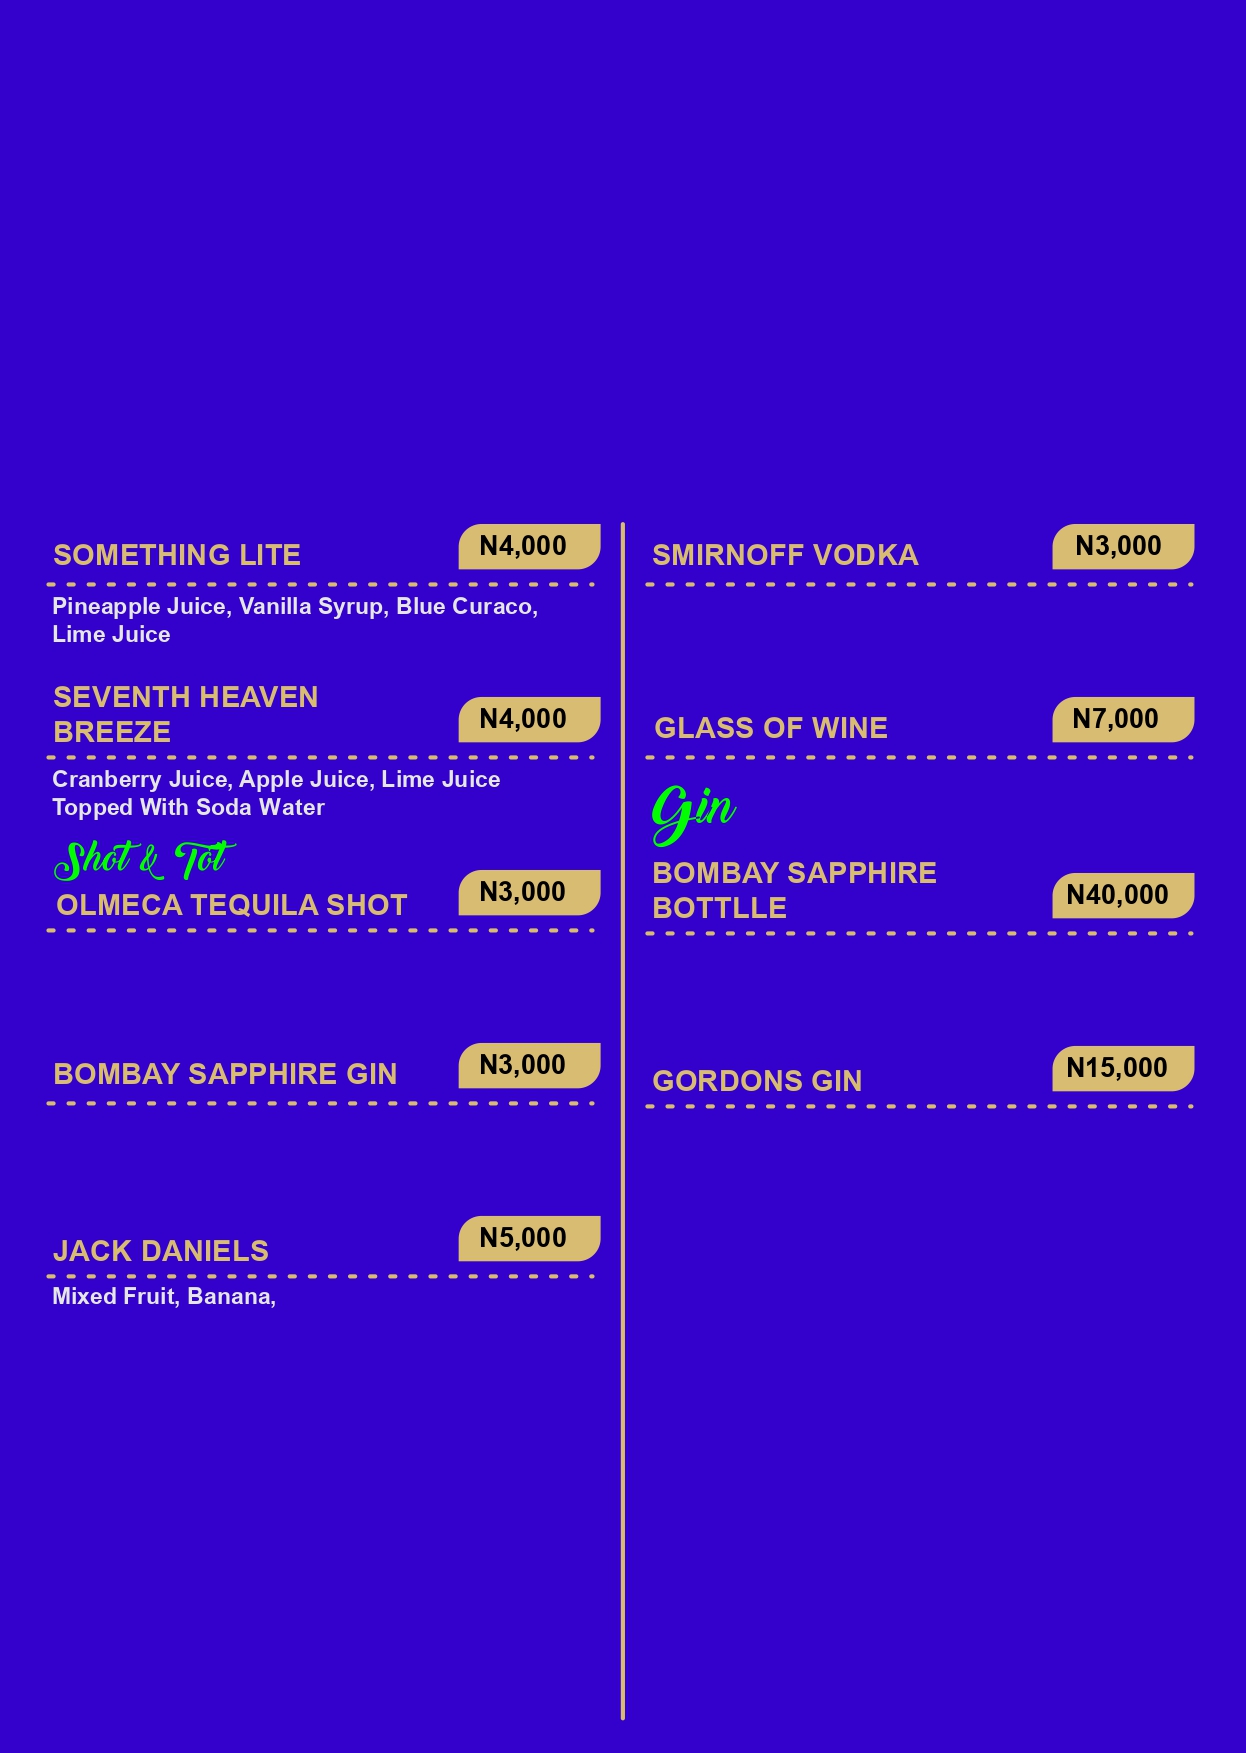 SOMETHING LITE N4,000
Pineapple Juice, Vanilla Syrup, Blue Curaco,
Lime Juice
SEVENTH HEAVEN
BREEZE N4,000
Cranberry Juice, Apple Juice, Lime Juice
Topped With Soda Water
Shot & Tot
OLMECA TEQUILA SHOT N3,000
BOMBAY SAPPHIRE GIN N3,000
JACK DANIELS N5,000
Mixed Fruit, Banana,
SMIRNOFF VODKA N3,000
GLASS OF WINE N7,000
Gin
BOMBAY SAPPHIRE
BOTTLLE N40,000
GORDONS GIN N15,000